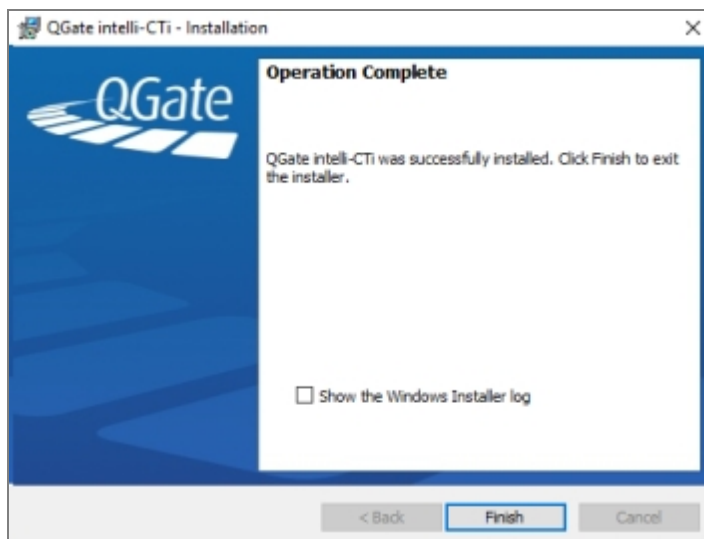 QGate intelli-CTi - Installation
QGate
Operation Complete
QGate intelli-CTi was successfully installed. Click Finish to exit
the installer.
Show the Windows Installer log
< Back
Finish
Cancel